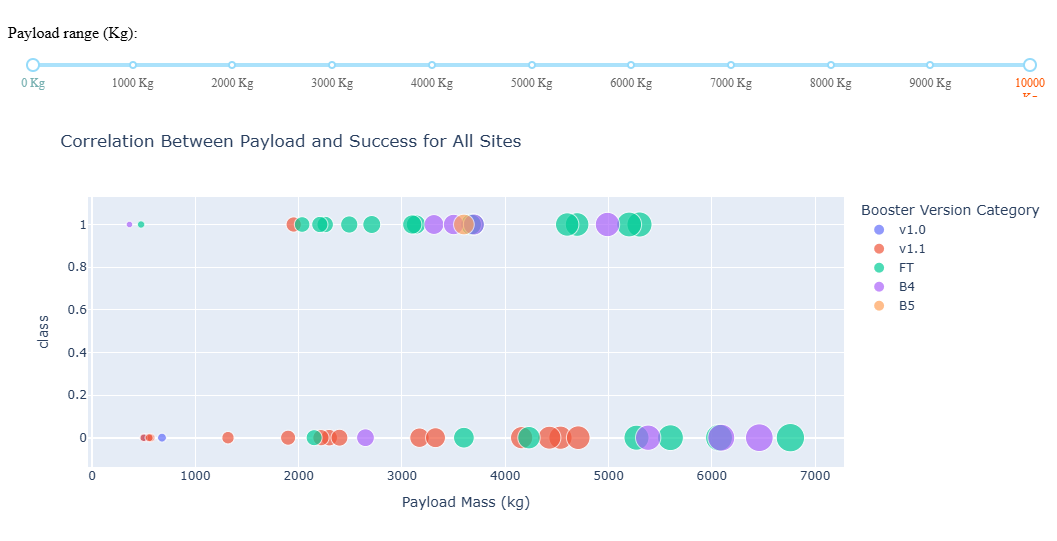 Payload range (Kg):
0 Kg 1000 Kg 2000 Kg 3000 Kg 4000 Kg 5000 Kg 6000 Kg 7000 Kg 8000 Kg 9000 Kg 10000
Kg
Correlation Between Payload and Success for All Sites
Booster Version Category
v1.0
v1.1
FT
B4
B5
class
1
0.8
0.6
0.4
0.2
0
0 1000 2000 3000 4000 5000 6000 7000
Payload Mass (kg)